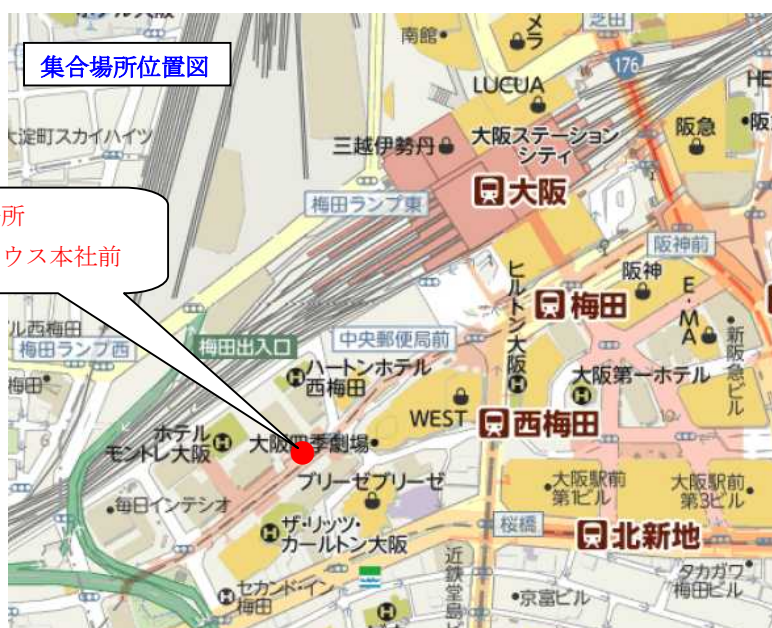 集合場所位置図
所
ウス本社前
南館
メラ
芝田
176
LUCUA
HE
大淀町スカイハイツ
三越伊勢丹
大阪ステーション
シティ
阪急
大阪
梅田ランプ東
阪神前
阪神
ヒルトン大阪
梅田
E・MA
新阪急ビル
ル西梅田
梅田ランプ西
梅田出入口
中央郵便局前
ハートンホテル
西梅田
大阪第一ホテル
梅田
WEST
西梅田
ホテル
モントレ大阪
大阪四季劇場
ブリーゼブリーゼ
大阪駅前
第1ビル
大阪駅前
第3ビル
毎日インテシオ
ザ・リッツ・
カールトン大阪
桜橋
北新地
近鉄堂島ビ
セカンド・イン
梅田
京富ビル
タカガワ
梅田ビル